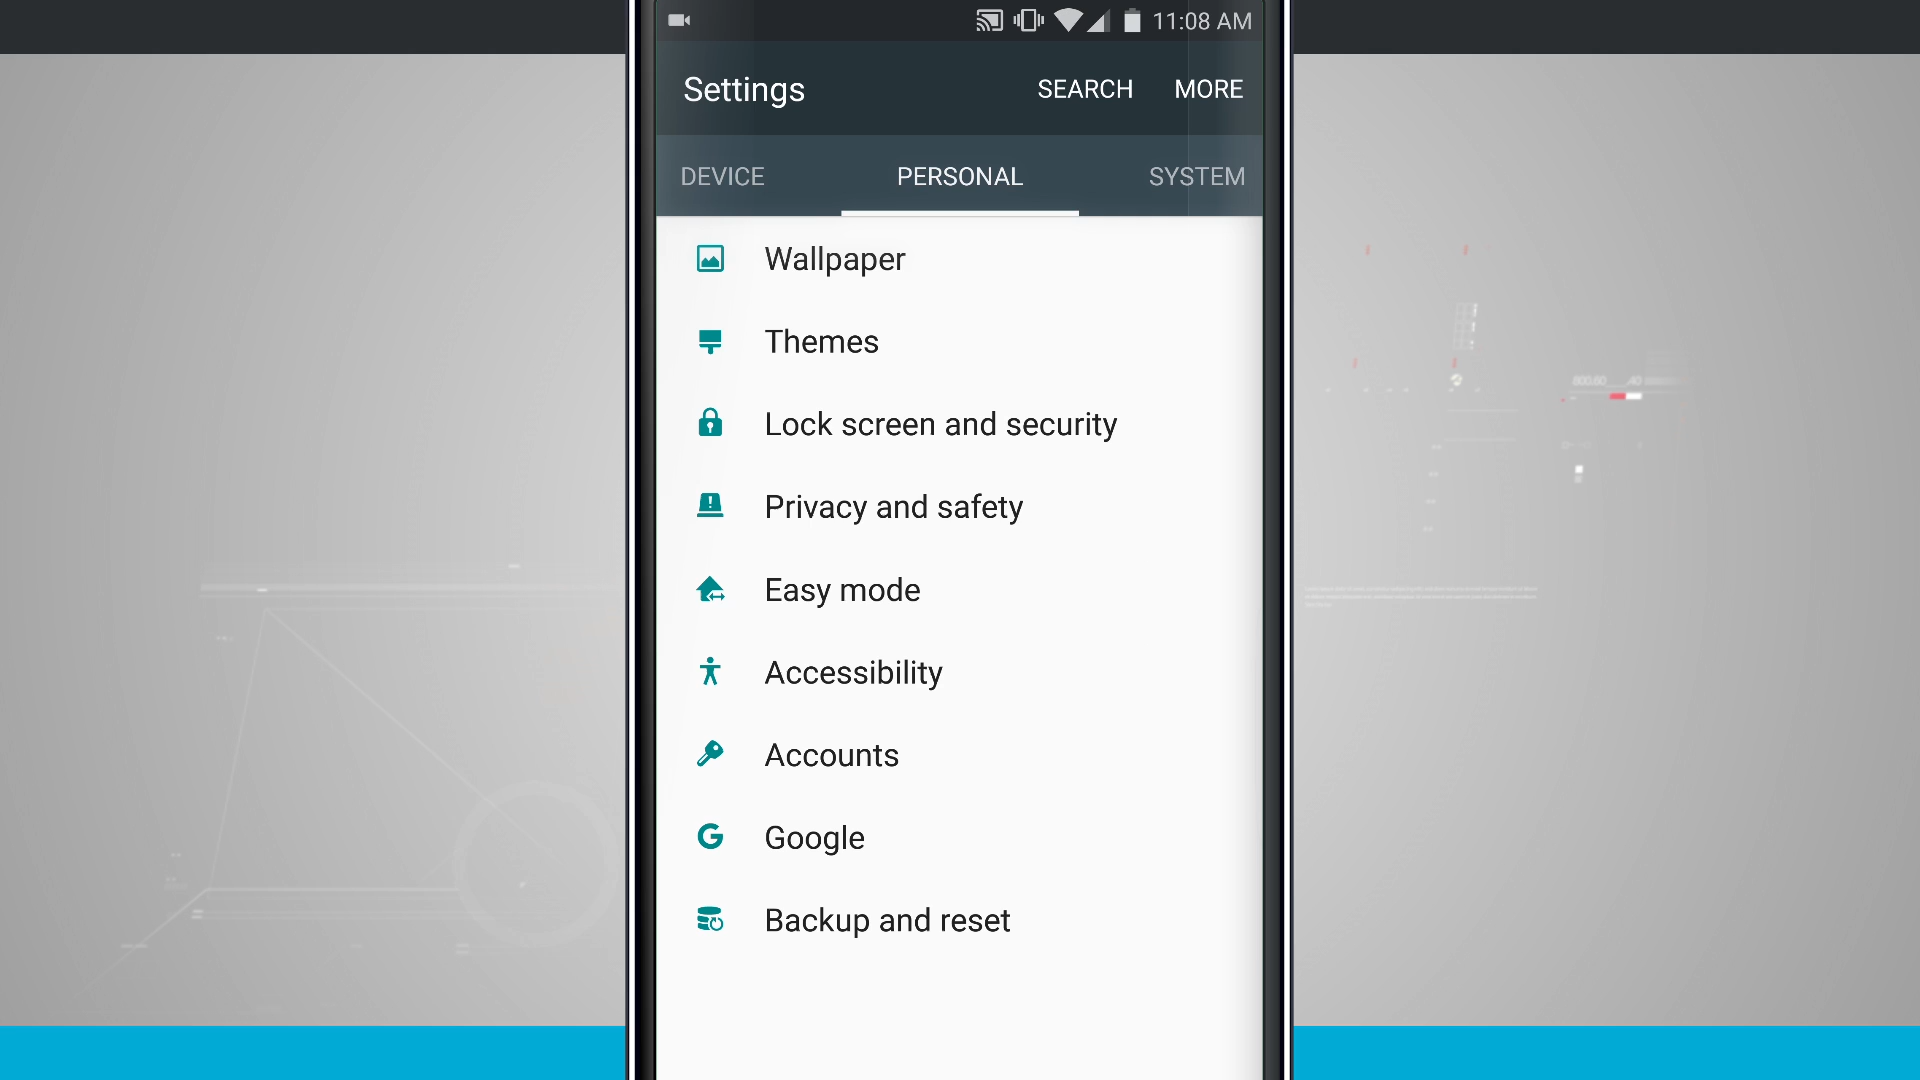 11:08 AM
Settings SEARCH MORE
DEVICE PERSONAL SYSTEM
Wallpaper
Themes
Lock screen and security
Privacy and safety
Easy mode
Accessibility
Accounts
Google
Backup and reset